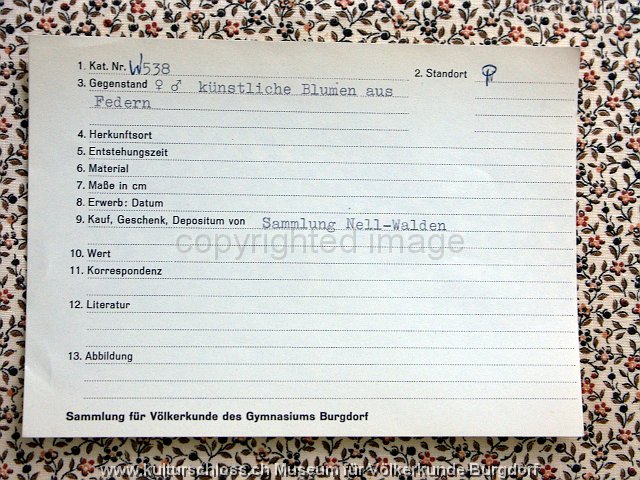 1. Kat. Nr. W538 2. Standort
3. Gegenstand ♀ ♂ künstliche Blumen aus
Federn
4. Herkunftsort
5. Entstehungszeit
6. Material
7. Maße in cm
8. Erwerb: Datum
9. Kauf, Geschenk, Depositum von Sammlung Nell-Walden
copyrighted image
10. Wert
11. Korrespondenz
12. Literatur
13. Abbildung
Sammlung für Völkerkunde des Gymnasiums Burgdorf
www.kulturschloss.ch Museum für Völkerkunde Burgdorf